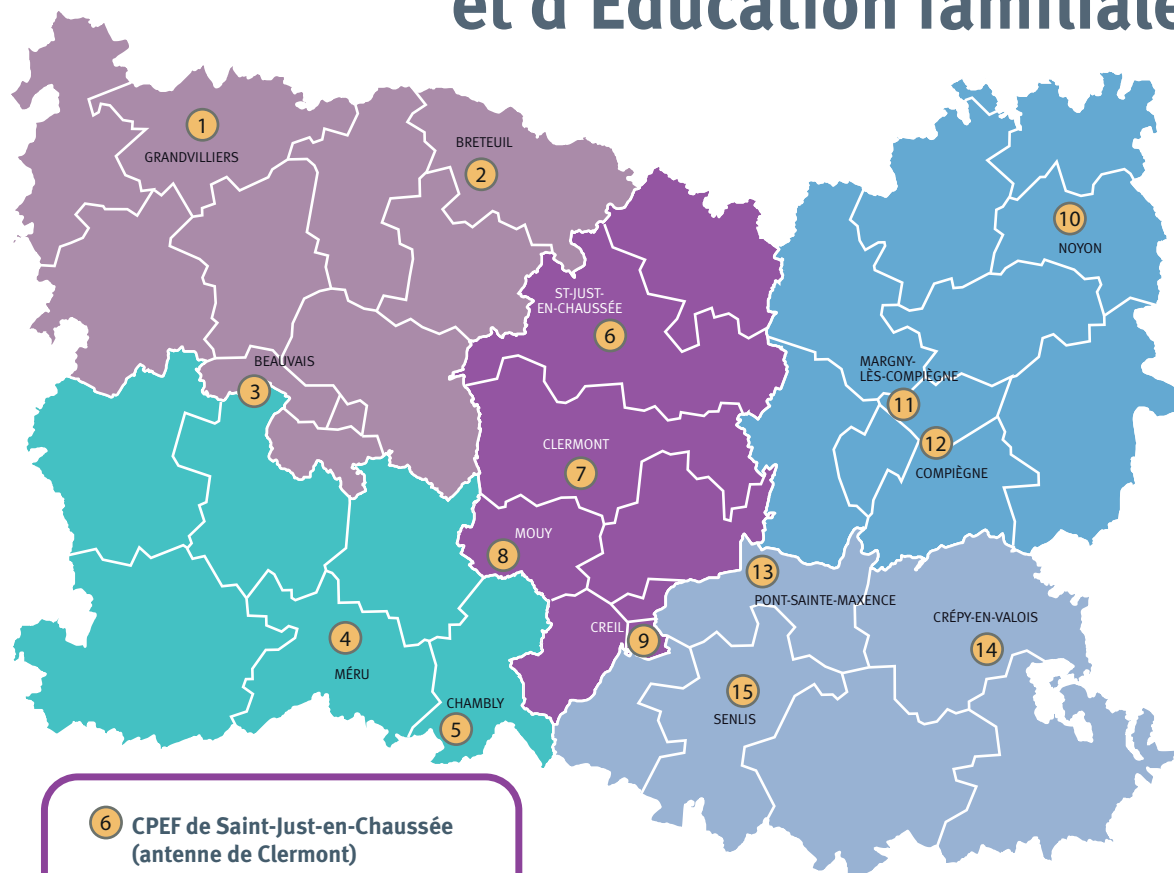 et d'Éducation familiale
1
GRANDVILLIERS
BRETEUIL
2
10
NOYON
ST-JUST-
EN-CHAUSSÉE
6
BEAUVAIS
3
MARGNY-
LÈS-COMPIÈGNE
11
12
COMPIÈGNE
CLERMONT
7
MOUY
8
13
PONT-SAINTE-MAXENCE
CRÉPY-EN-VALOIS
14
CREIL
9
4
MÉRU
15
SENLIS
CHAMBLY
5
6 CPEF de Saint-Just-en-Chaussée
(antenne de Clermont)